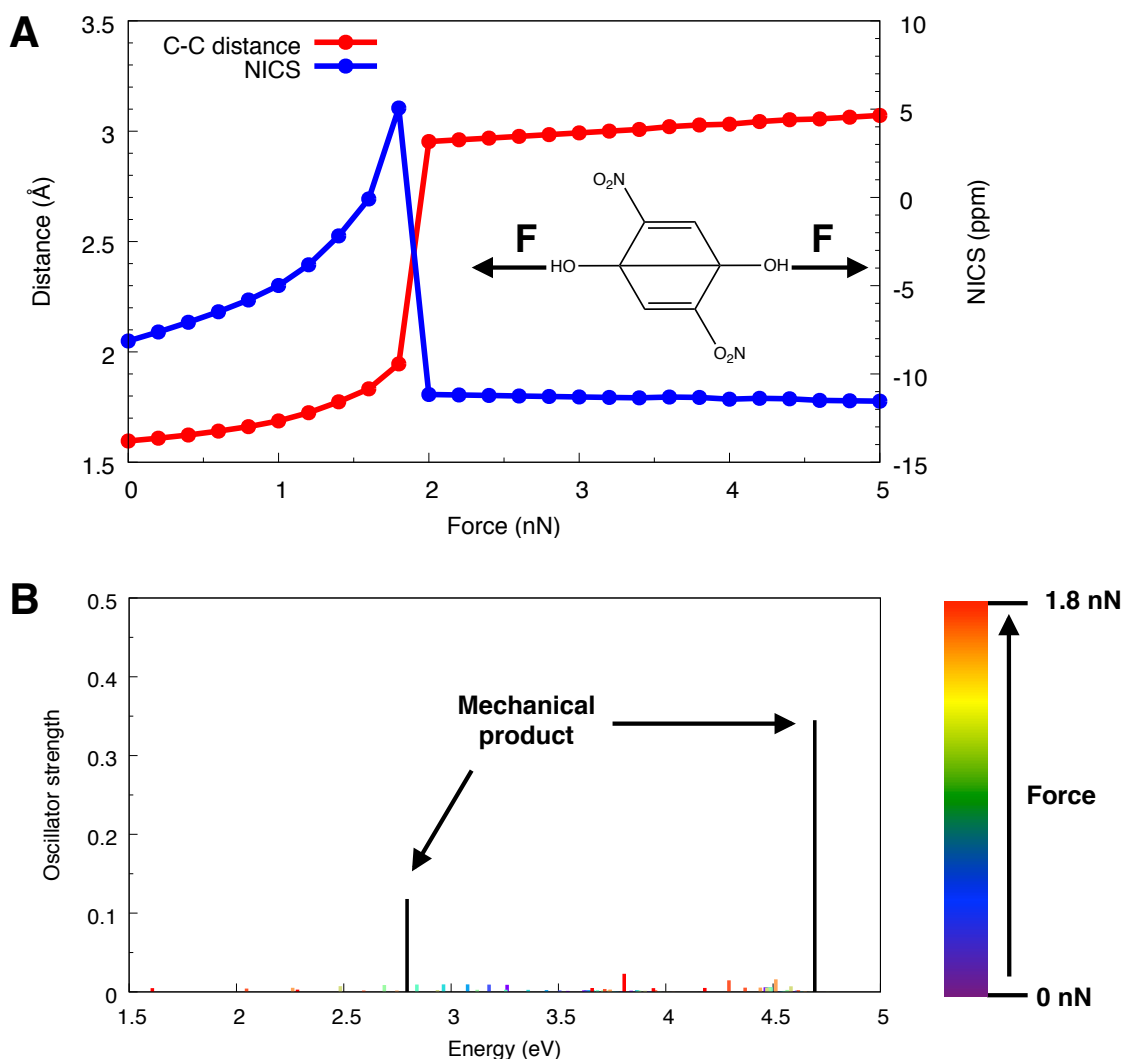 A
C-C distance
NICS
3.5
3
2.5
2
1.5
Distance (Å)
10
5
0
-5
-10
-15
NICS (ppm)
O₂N
F F
HO OH
O₂N
0 1 2 3 4 5
Force (nN)
B
0.5
0.4
0.3
0.2
0.1
0
Oscillator strength
Mechanical
product
1.5 2 2.5 3 3.5 4 4.5 5
Energy (eV)
1.8 nN
Force
0 nN